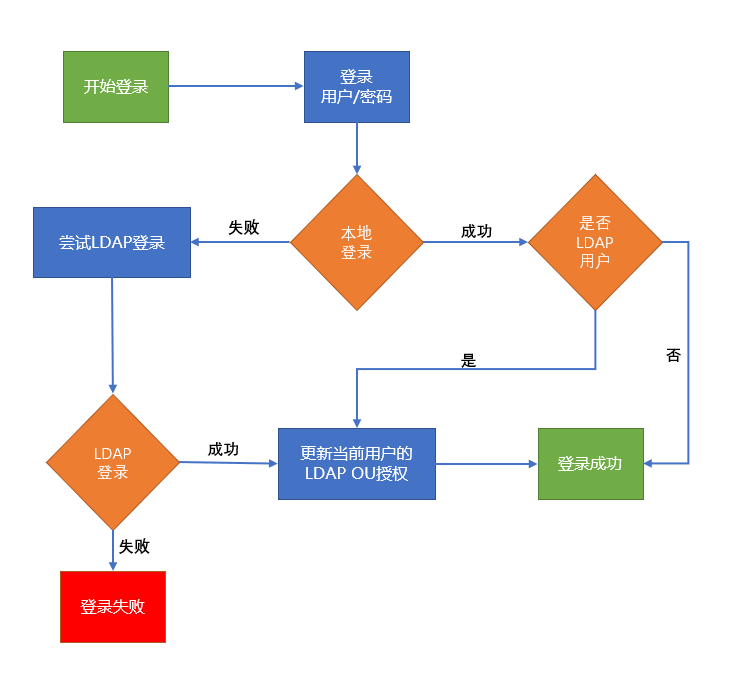 开始登录
登录
用户/密码
失败
本地
登录
成功
是否
LDAP
用户
尝试LDAP登录
是
否
LDAP
登录
成功
更新当前用户的
LDAP OU授权
登录成功
失败
登录失败